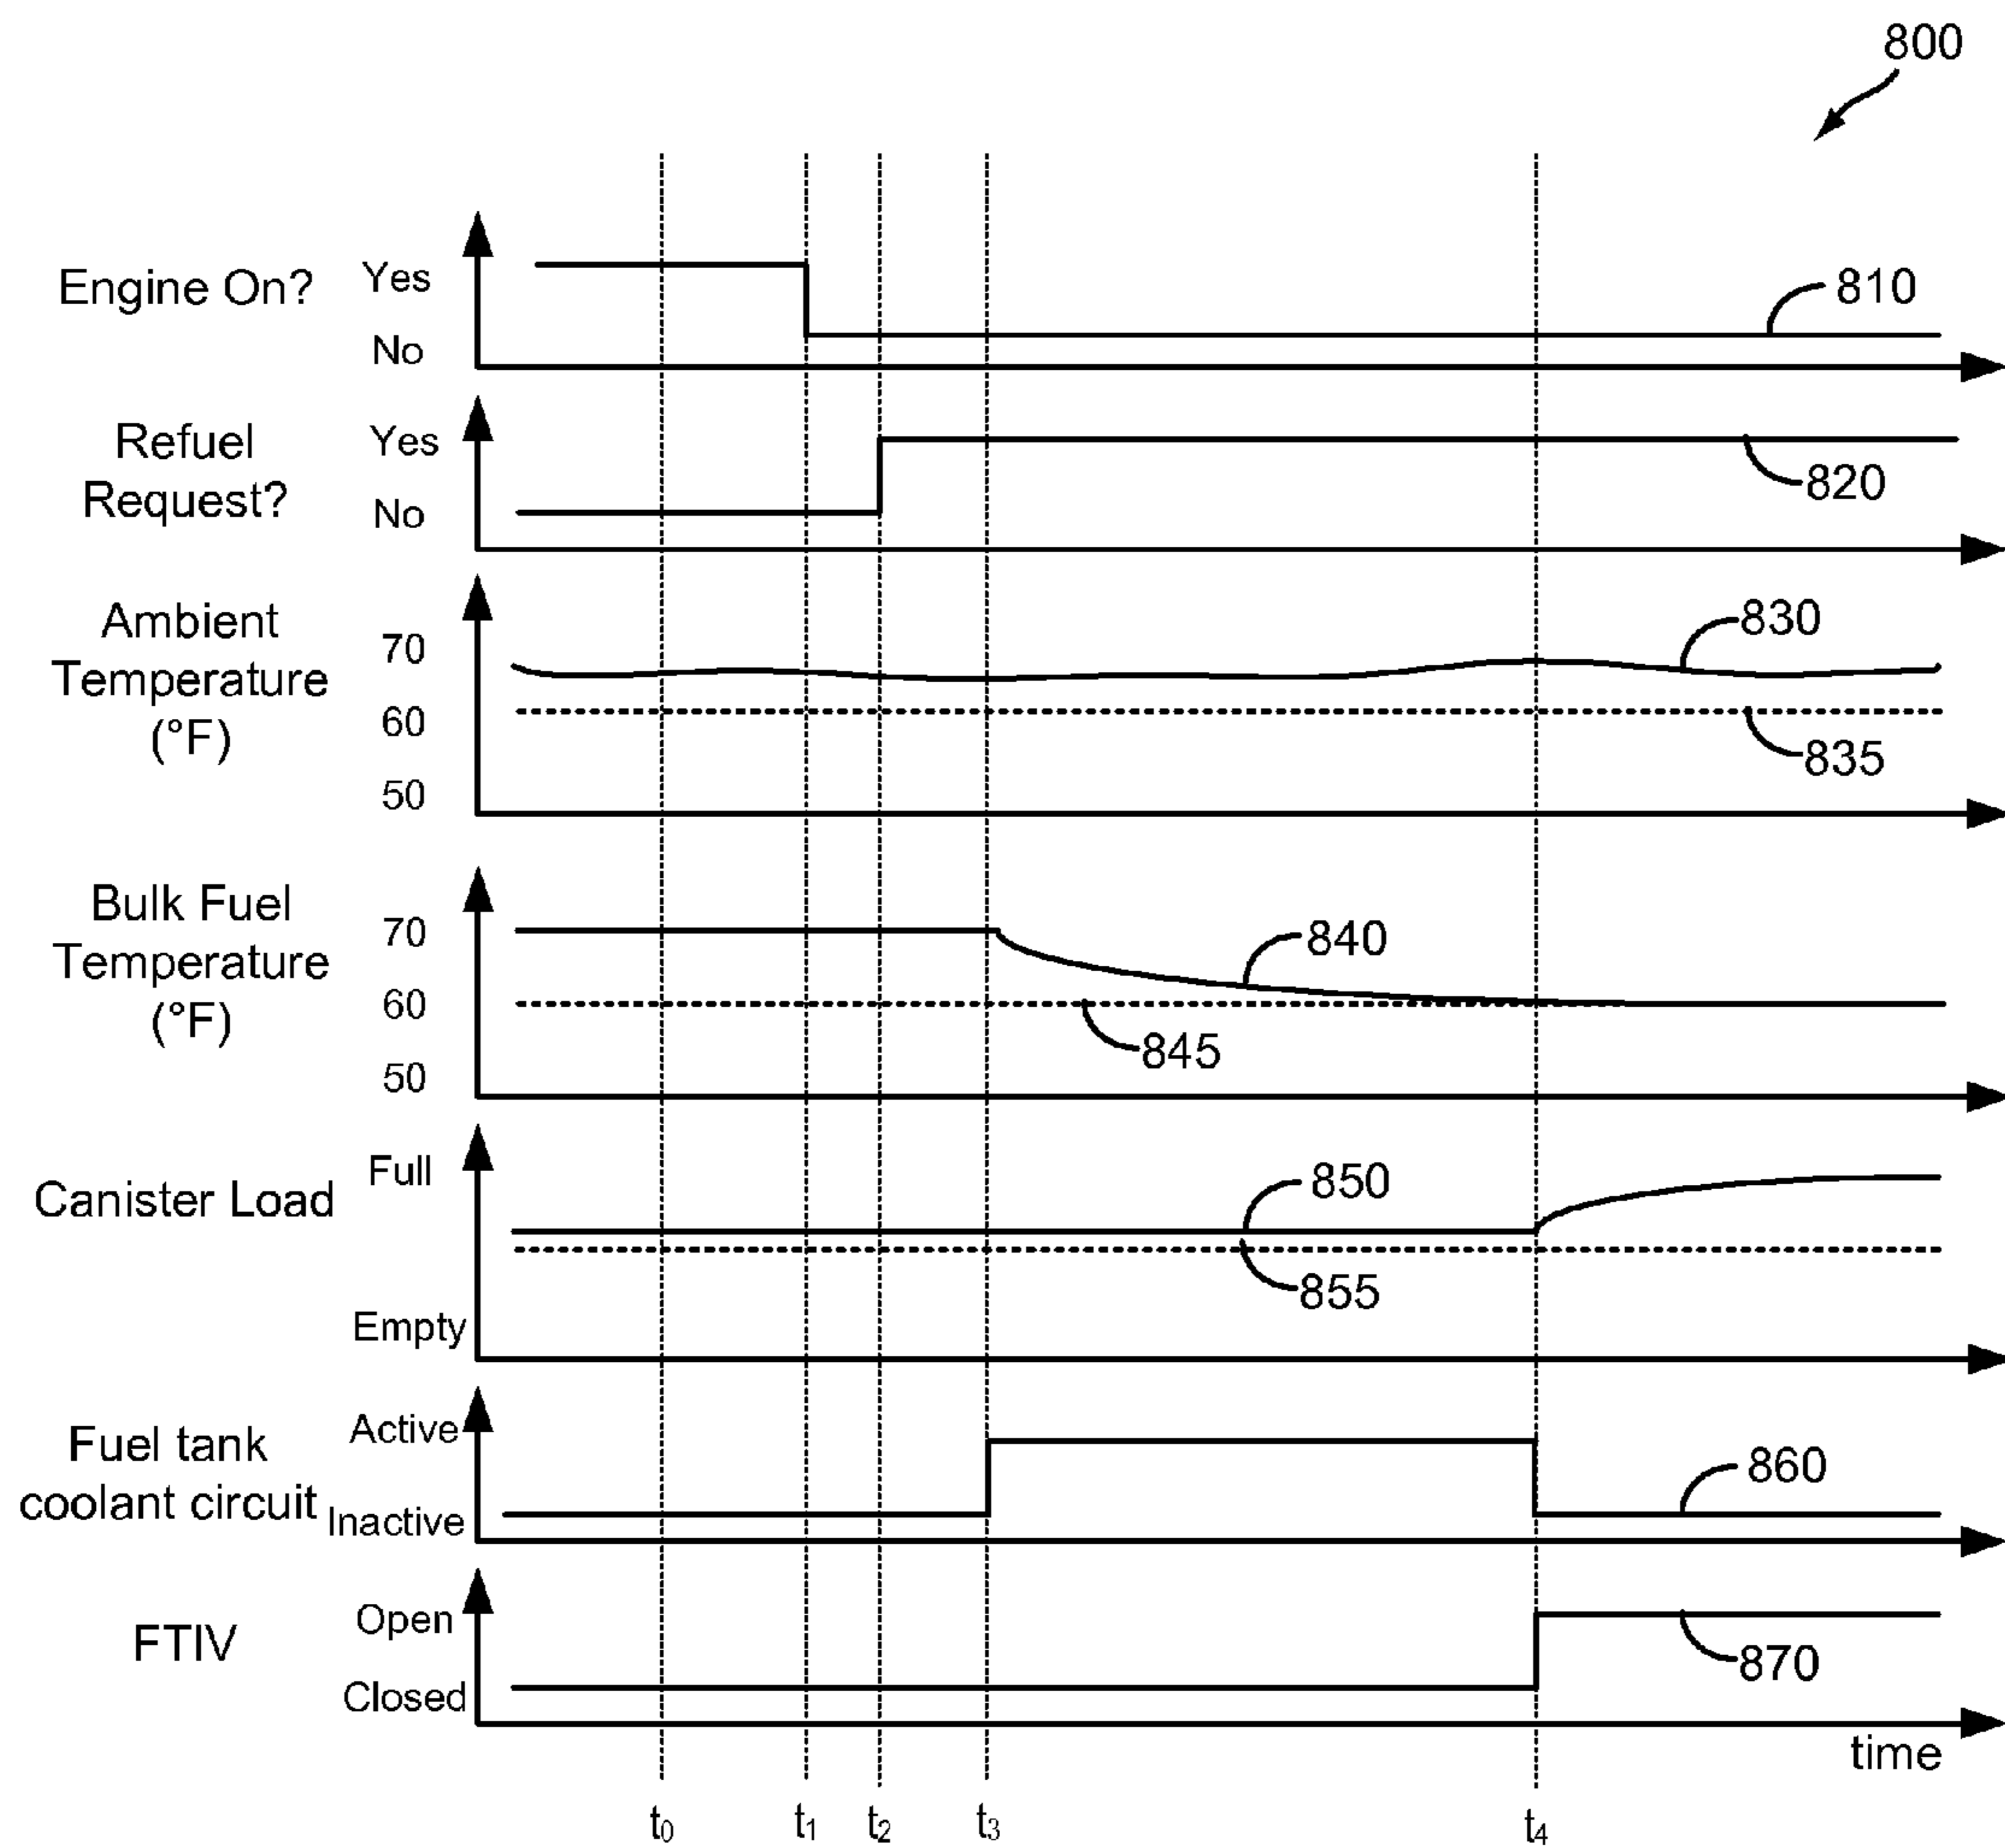 800
Engine On?
Yes
No
810
Refuel
Request?
Yes
No
820
Ambient
Temperature
(°F)
70
60
50
830
835
Bulk Fuel
Temperature
(°F)
70
60
50
840
845
Canister Load
Full
Empty
850
855
Fuel tank
coolant circuit
Active
Inactive
860
FTIV
Open
Closed
870
time
t0 t1 t2 t3 t4